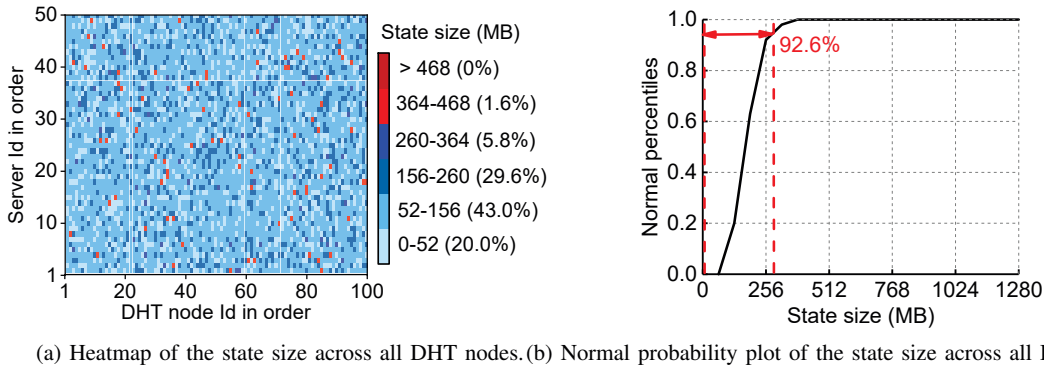 50
40
30
20
10
1
Server Id in order
1 20 40 60 80 100
DHT node Id in order
State size (MB)
> 468 (0%)
364-468 (1.6%)
260-364 (5.8%)
156-260 (29.6%)
52-156 (43.0%)
0-52 (20.0%)
1.0
0.8
0.6
0.4
0.2
0.0
Normal percentiles
92.6%
0 256 512 768 1024 1280
State size (MB)
(a) Heatmap of the state size across all DHT nodes.
(b) Normal probability plot of the state size across all